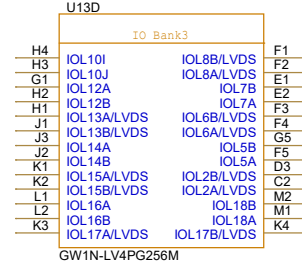 U13D
IO Bank3
H4 IOL10I IOL8B/LVDS F1
H3 IOL10J IOL8A/LVDS F2
G1 IOL12A IOL7B E1
H2 IOL12B IOL7A E2
H1 IOL13A/LVDS IOL6B/LVDS F3
J1 IOL13B/LVDS IOL6A/LVDS F4
J3 IOL14A IOL5B G5
J2 IOL14B IOL5A F5
K1 IOL15A/LVDS IOL2B/LVDS D3
K2 IOL15B/LVDS IOL2A/LVDS C2
L1 IOL16A IOL18B M2
L2 IOL16B IOL18A M1
K3 IOL17A/LVDS IOL17B/LVDS K4
GW1N-LV4PG256M